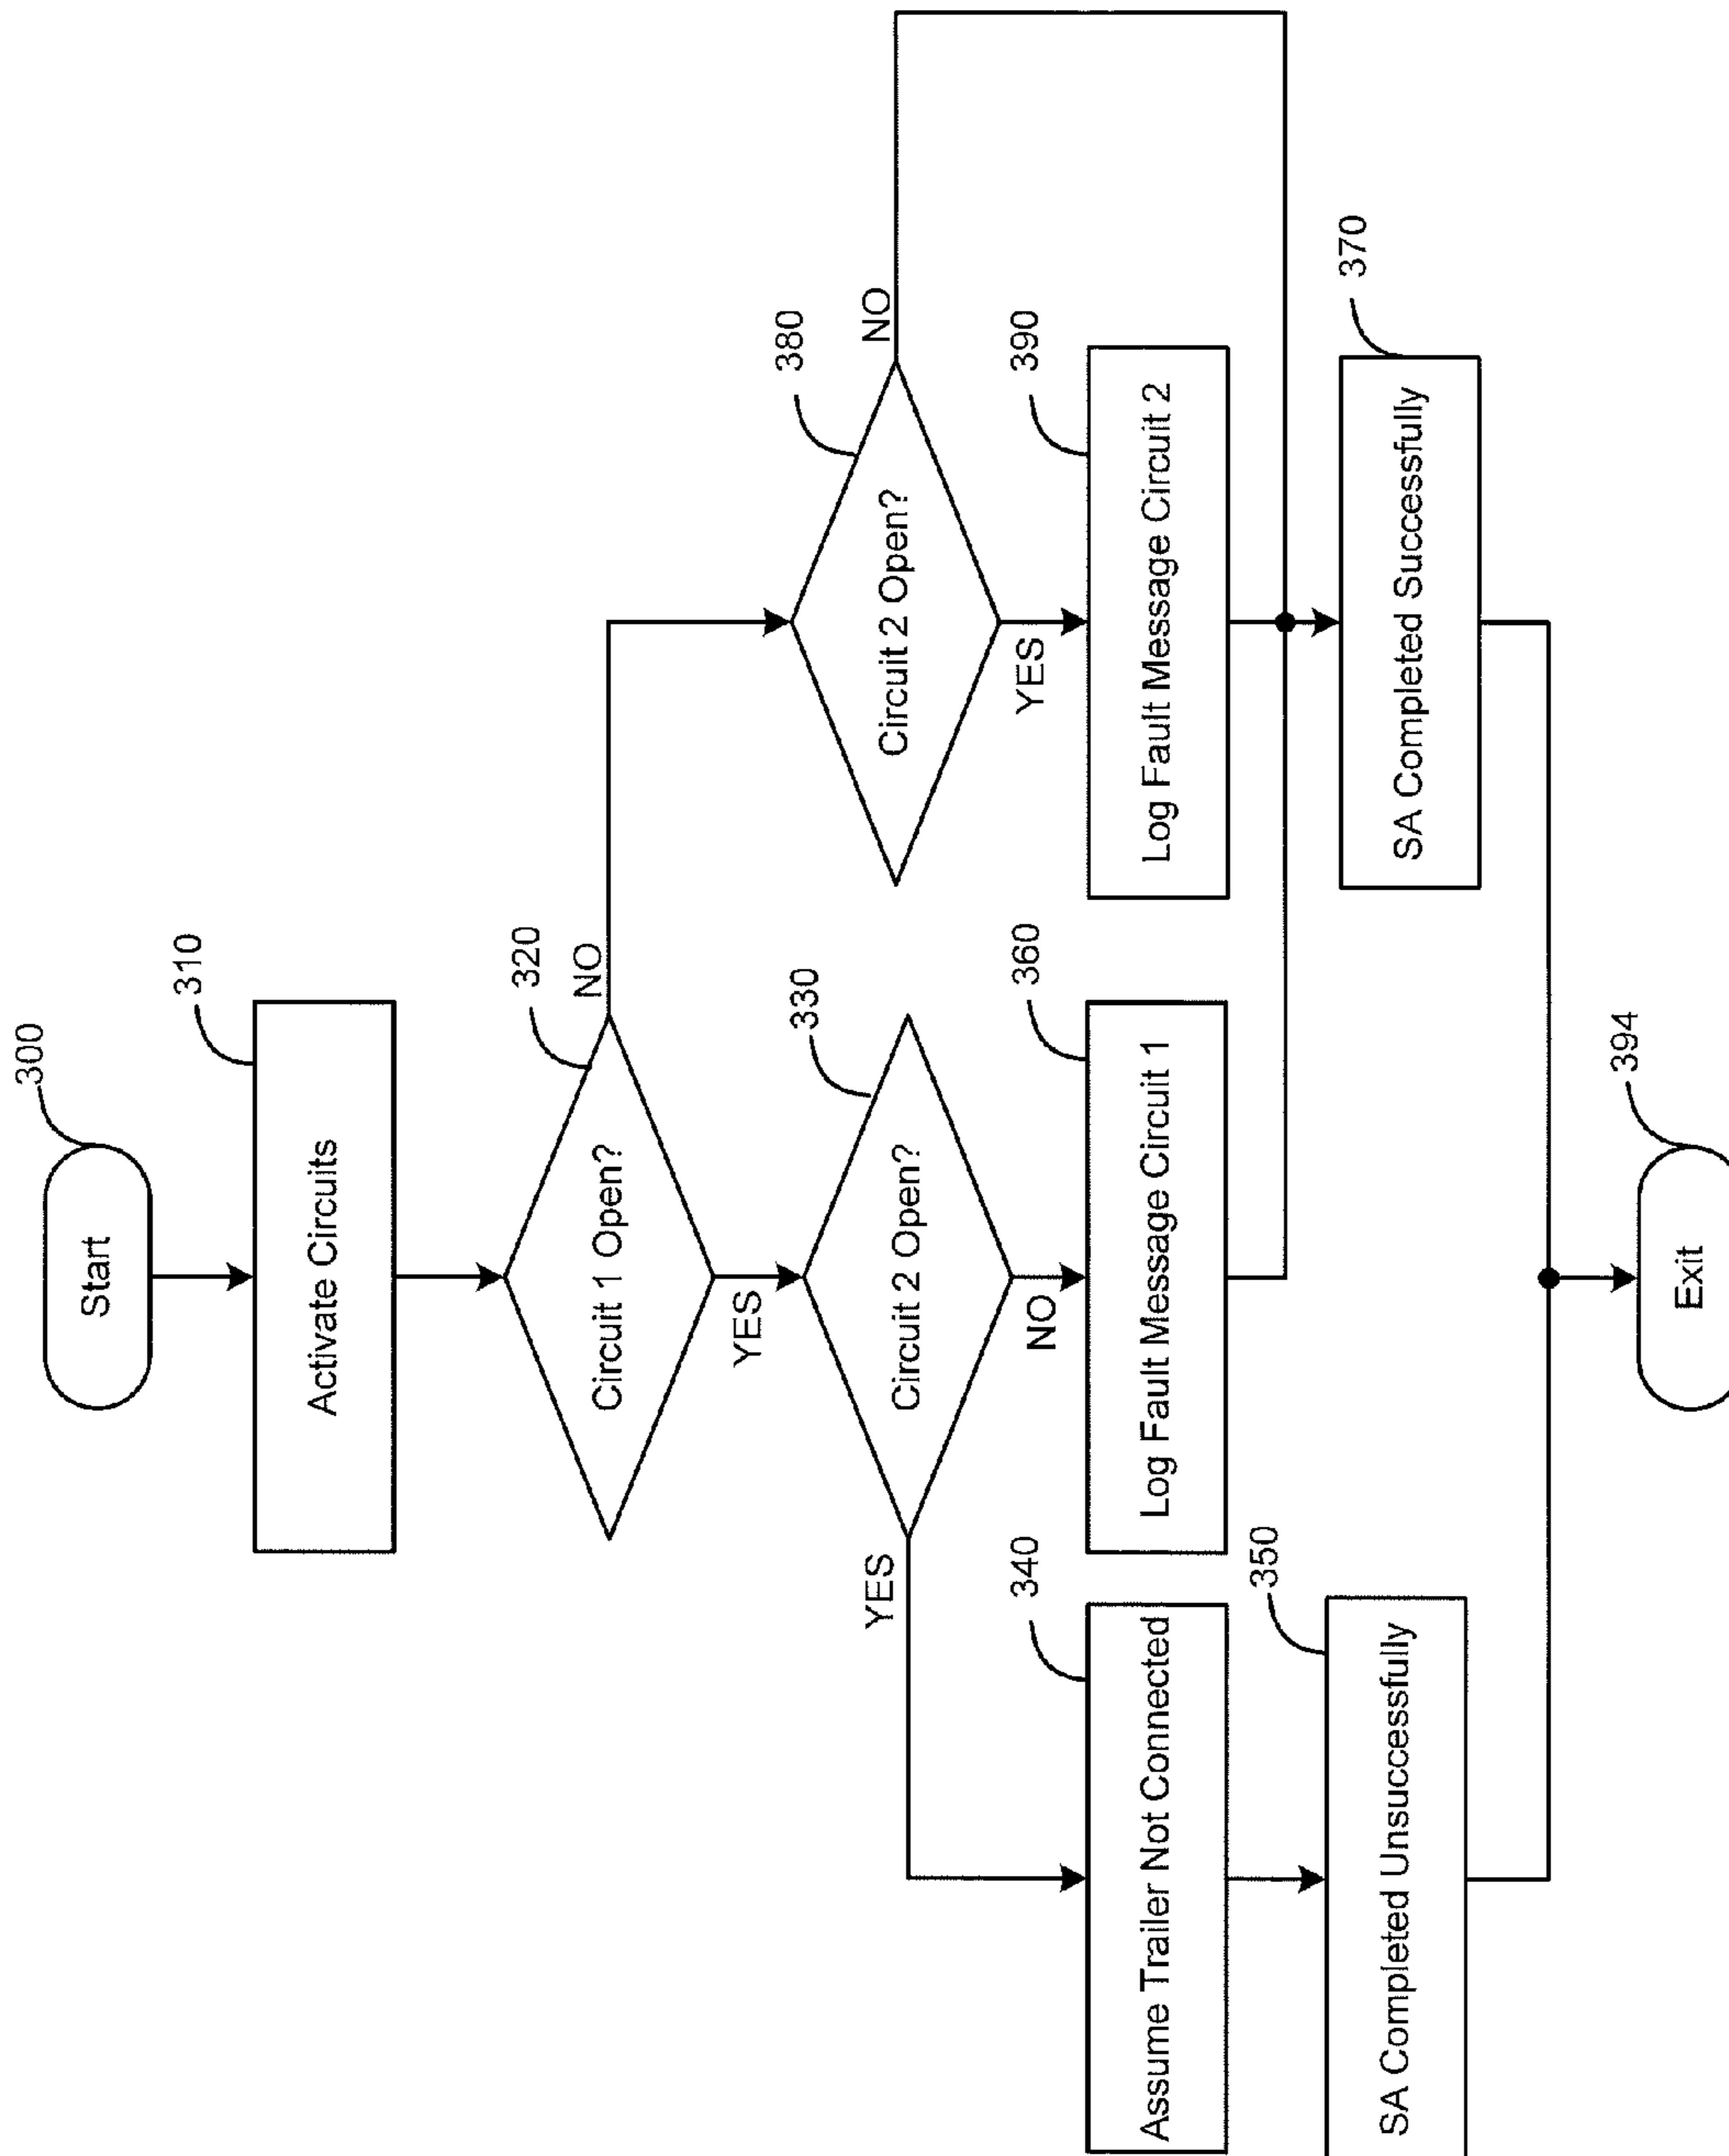 300
Start
310
Activate Circuits
320
Circuit 1 Open?
NO
YES
330
Circuit 2 Open?
YES
NO
380
Circuit 2 Open?
NO
YES
340
Assume Trailer Not Connected
360
Log Fault Message Circuit 1
390
Log Fault Message Circuit 2
350
SA Completed Unsuccessfully
370
SA Completed Successfully
394
Exit